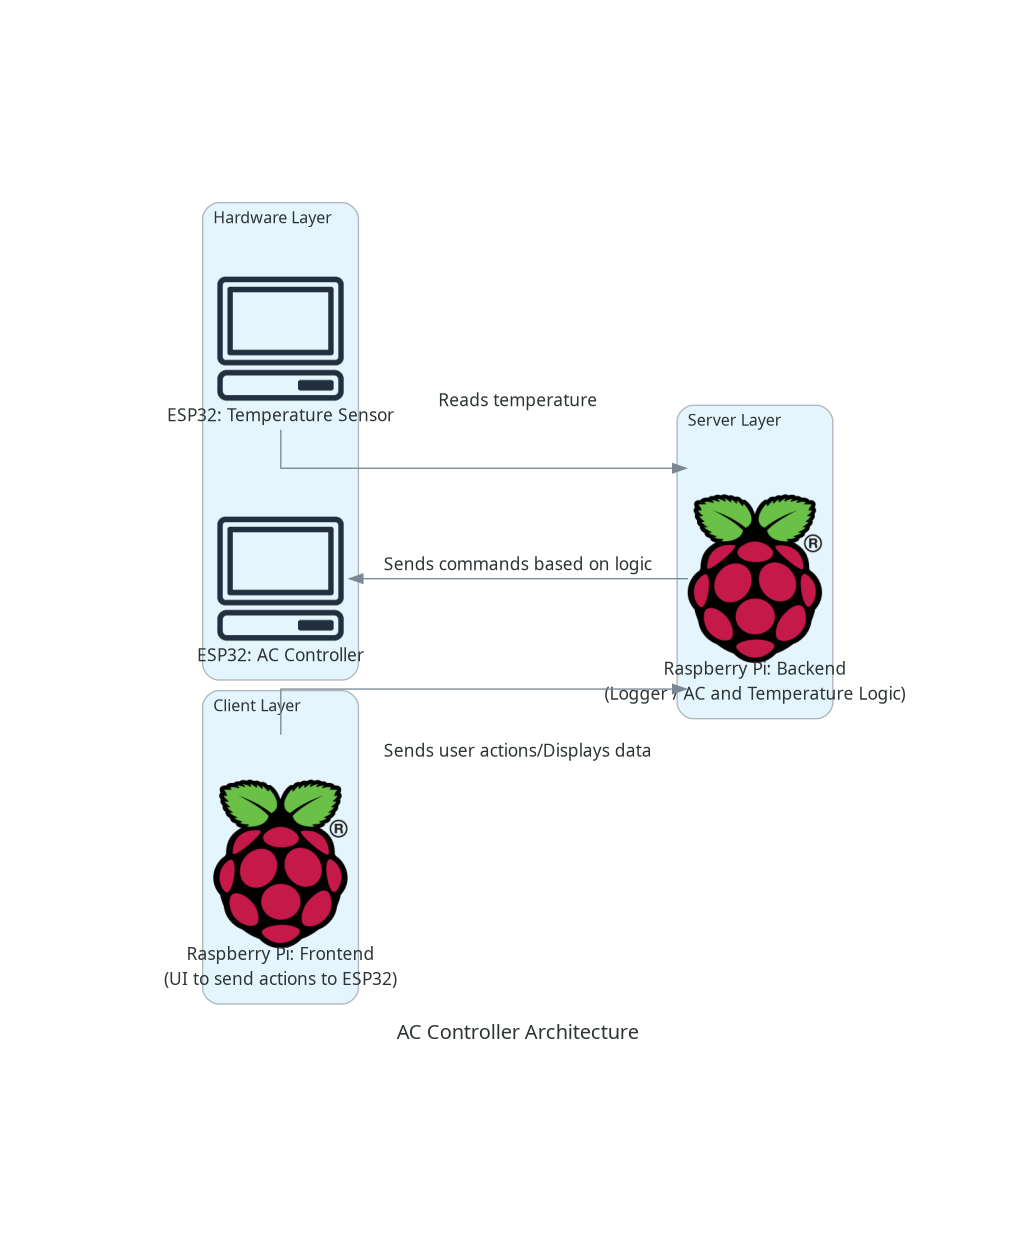 Hardware Layer
ESP32: Temperature Sensor
Reads temperature
Server Layer
Sends commands based on logic
ESP32: AC Controller
®
Raspberry Pi: Backend
(Logger / AC and Temperature Logic)
Client Layer
Sends user actions/Displays data
®
Raspberry Pi: Frontend
(UI to send actions to ESP32)
AC Controller Architecture